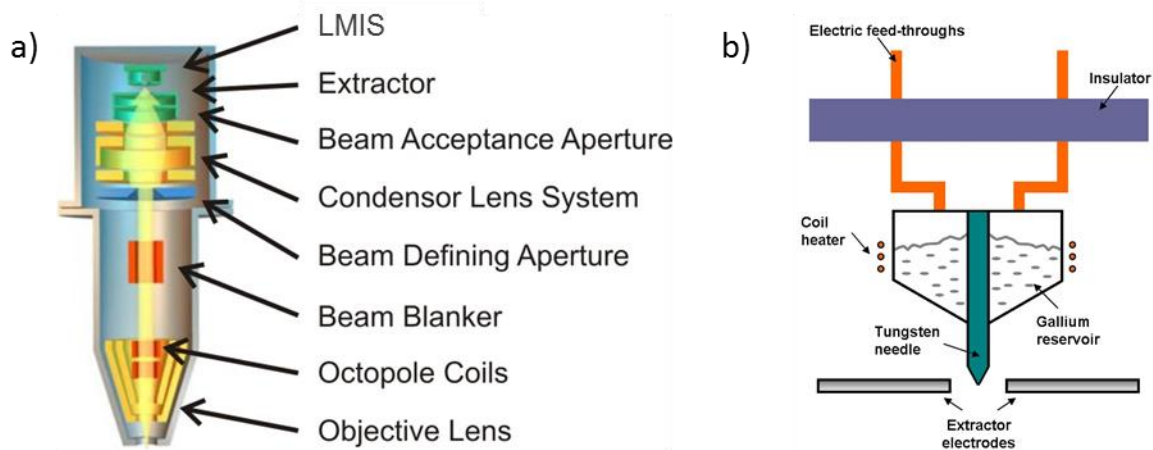 a)
LMIS
Extractor
Beam Acceptance Aperture
Condensor Lens System
Beam Defining Aperture
Beam Blanker
Octopole Coils
Objective Lens
b)
Electric feed-throughs
Insulator
Coil
heater
Gallium
reservoir
Tungsten
needle
Extractor
electrodes